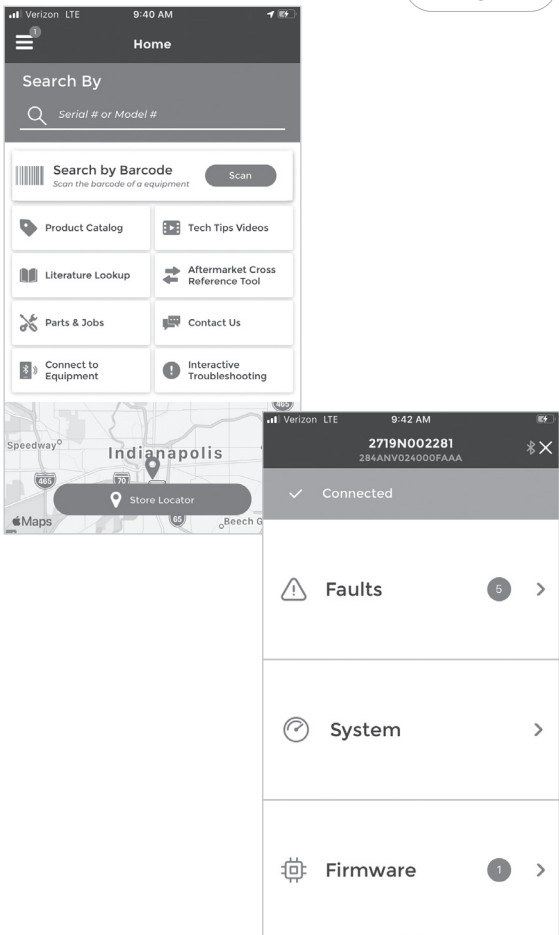 Verizon LTE 9:40 AM
1
Home
Search By
Serial # or Model #
Search by Barcode
Scan the barcode of a equipment
Scan
Product Catalog
Tech Tips Videos
Literature Lookup
Aftermarket Cross
Reference Tool
Parts & Jobs
Contact Us
Connect to
Equipment
Interactive
Troubleshooting
465
Speedway
Indianapolis
465
70
Store Locator
Maps
65
Beech G
Verizon LTE 9:42 AM
2719N002281
284ANV024000FAAA
Connected
Faults 5
System
Firmware 1